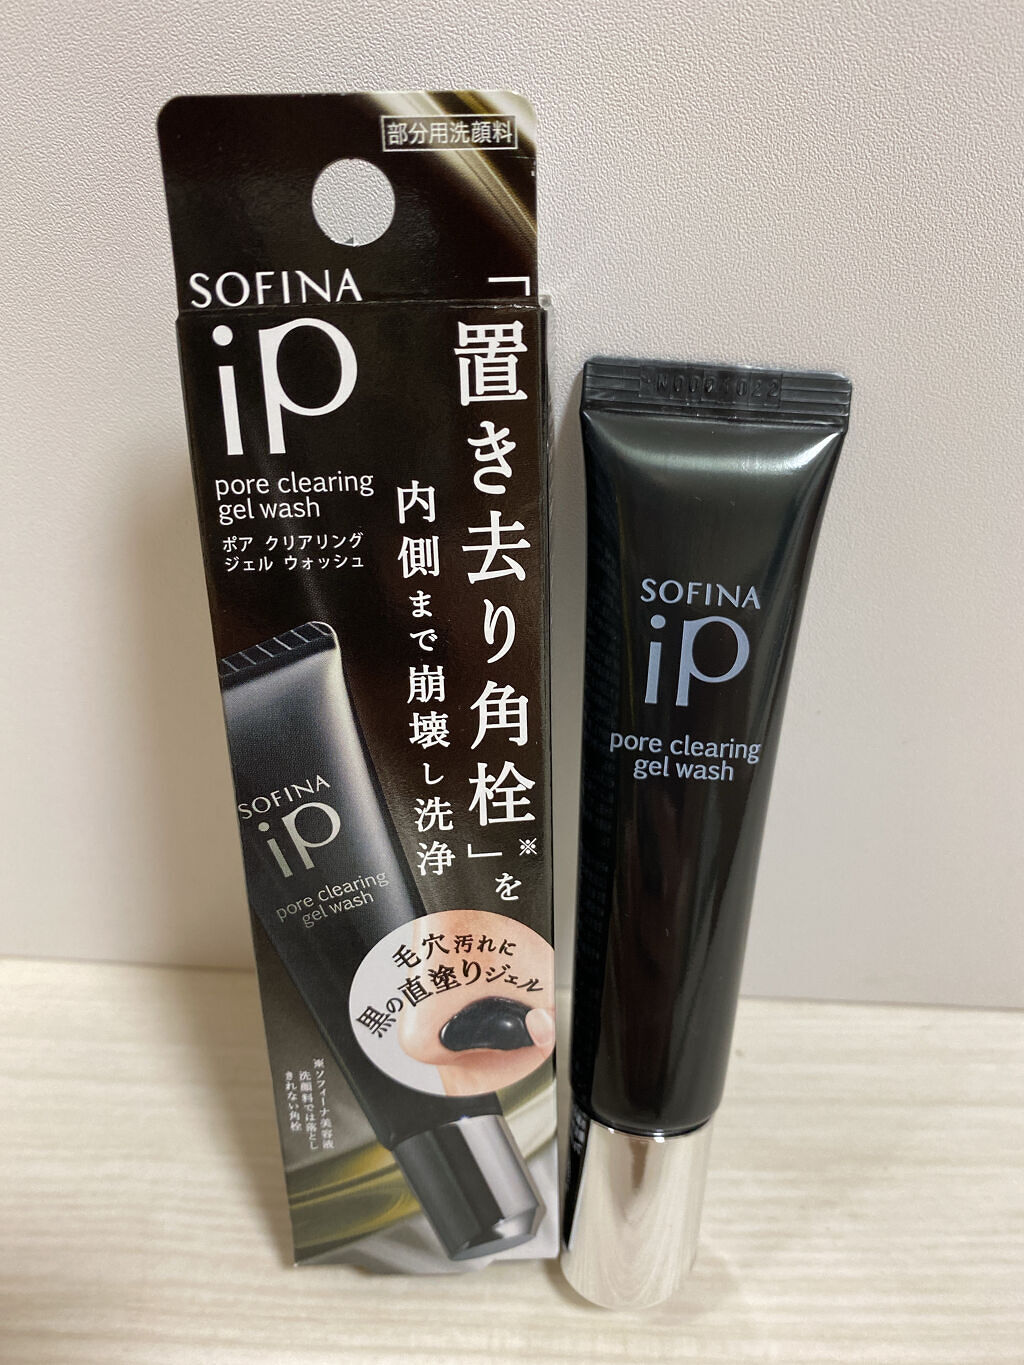 部分用洗顔料
SOFINA
iP
pore clearing
gel wash
ポア クリアリング
ジェル ウォッシュ
「置き去り角栓」※を
内側まで崩壊し洗浄
SOFINA
iP
pore clearing
gel wash
毛穴汚れに
黒の直塗りジェル
※ソフィーナ美容液
洗顔料では落とし
きれない角栓
SOFINA
iP
pore clearing
gel wash